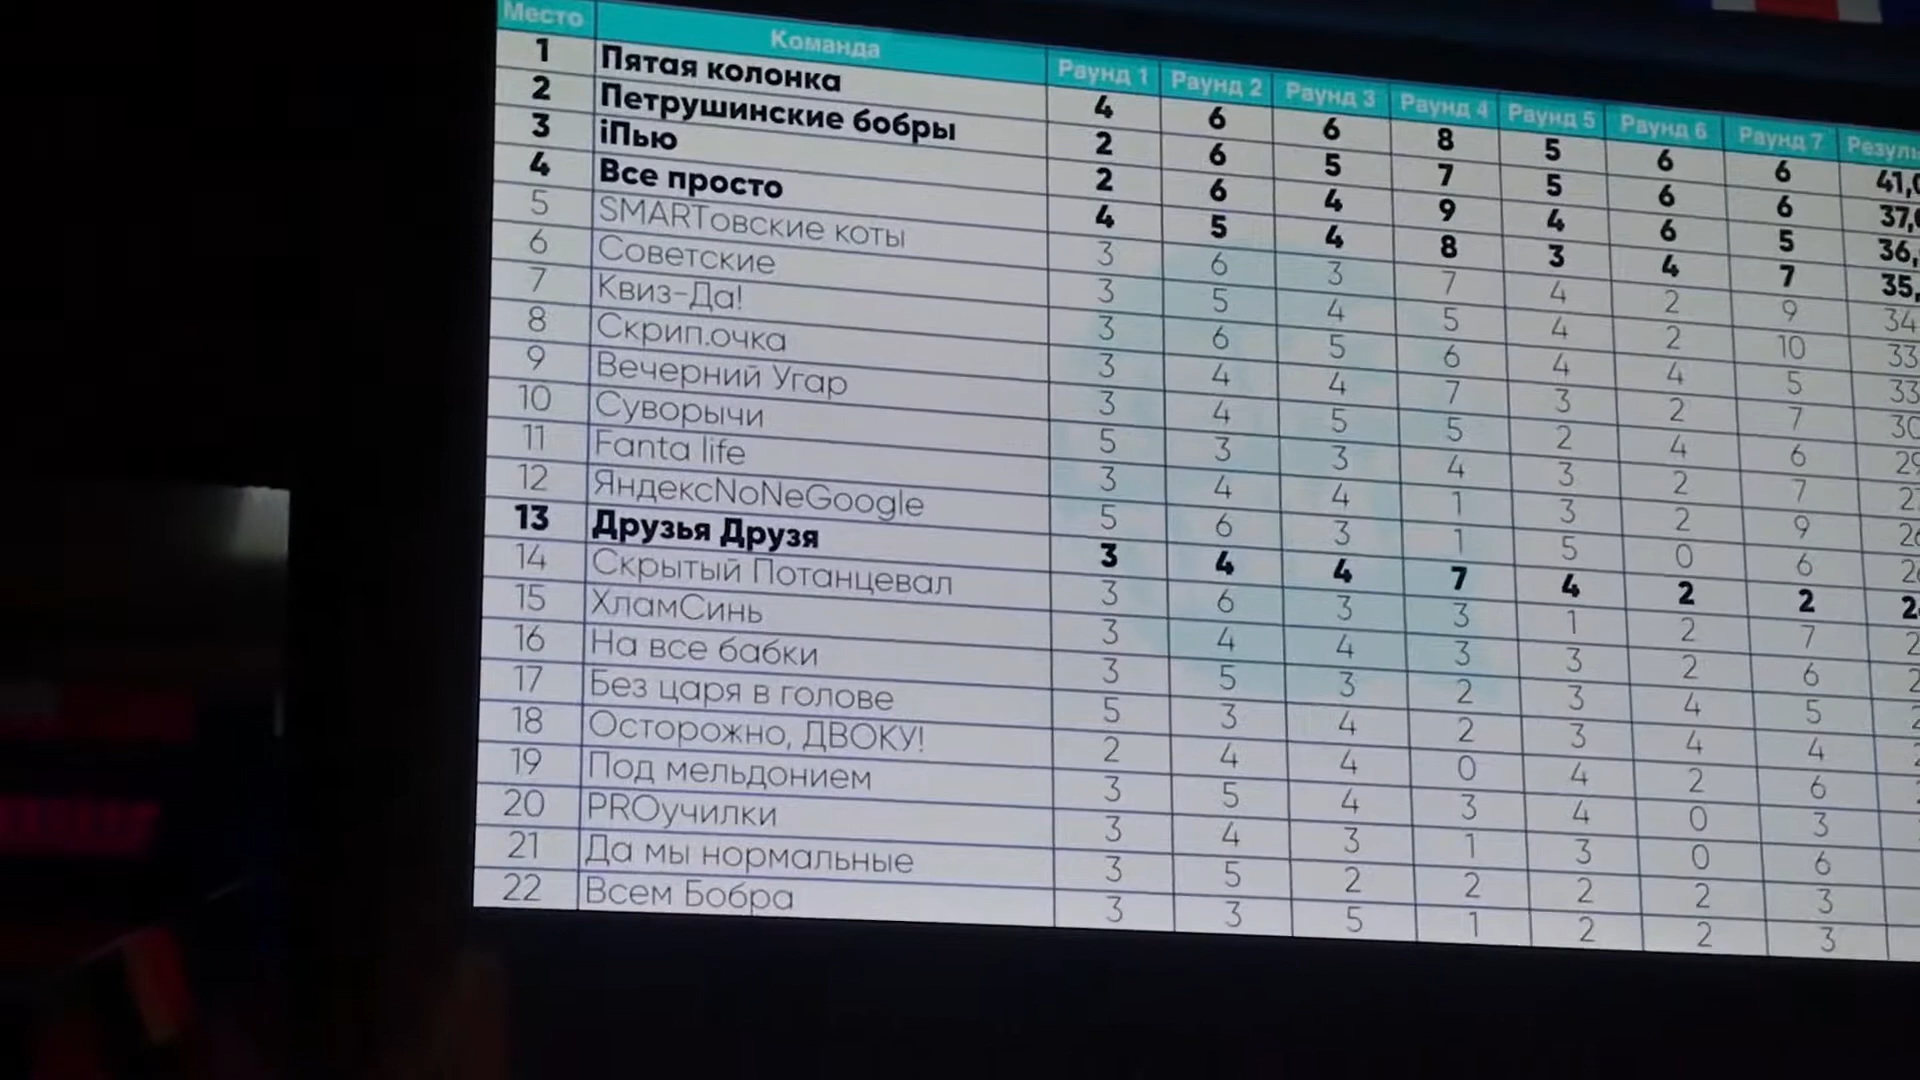 Место Команда Раунд 1 Раунд 2 Раунд 3 Раунд 4 Раунд 5 Раунд 6 Раунд 7
1 Пятая колонка 4 6 6 8 5 6 6
2 Петрушинские бобры 2 6 5 7 5 6 6
3 iПью 2 6 4 9 4 6 5
4 Все просто 4 5 4 8 3 4 7
5 SMARTовские коты 3 6 3 7 4 2 9
6 Советские 3 5 4 5 4 2 10
7 Квиз-Да! 3 6 5 6 4 4 5
8 Скрип.очка 3 4 4 7 3 2 7
9 Вечерний Угар 3 4 5 5 2 4 6
10 Суворычи 5 3 3 4 3 2 7
11 Fanta life 3 4 4 1 3 2 9
12 ЯндексNoNeGoogle 5 6 3 1 5 0 6
13 Друзья Друзя 3 4 4 7 4 2 2
14 Скрытый Потанцевал 3 6 3 3 1 2 7
15 ХламСинь 3 4 4 3 3 2 6
16 На все бабки 3 5 3 2 3 4 5
17 Без царя в голове 5 3 4 2 3 4 4
18 Осторожно, ДВОКУ! 2 4 4 0 4 2 6
19 Под мельдонием 3 5 4 3 4 0 3
20 PROучилки 3 4 3 1 3 0 6
21 Да мы нормальные 3 5 2 2 2 2 3
22 Всем Бобра 3 3 5 1 2 2 3